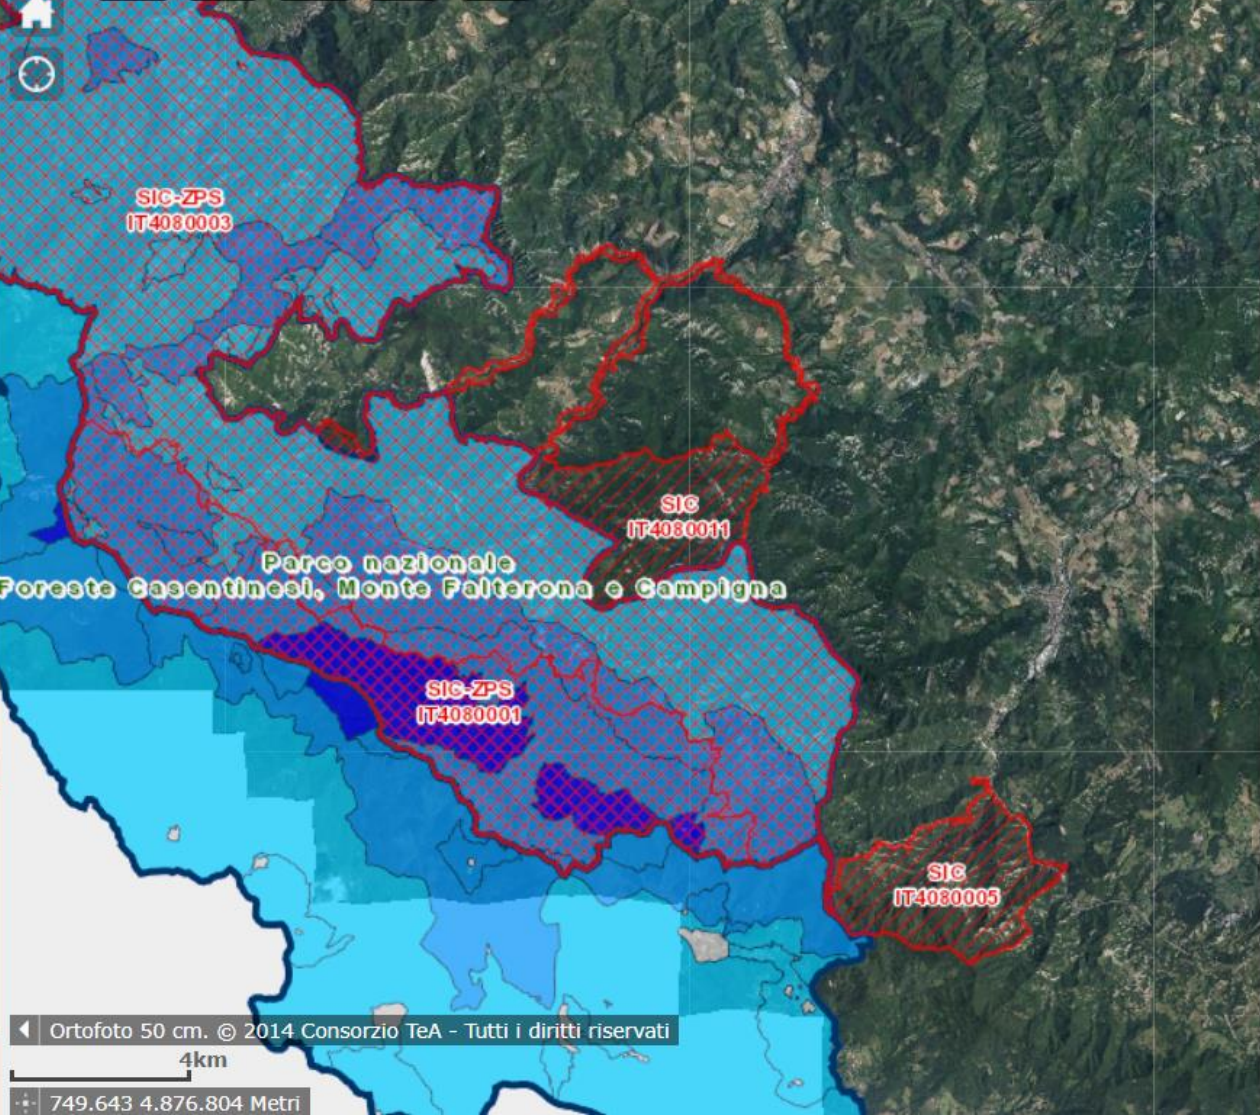 SIC-ZPS
IT4080003
SIC
IT4080011
Parco nazionale
Foreste Casentinesi, Monte Falterona e Campigna
SIC-ZPS
IT4080001
SIC
IT4080005
Ortofoto 50 cm. © 2014 Consorzio TeA - Tutti i diritti riservati
4km
749.643 4.876.804 Metri